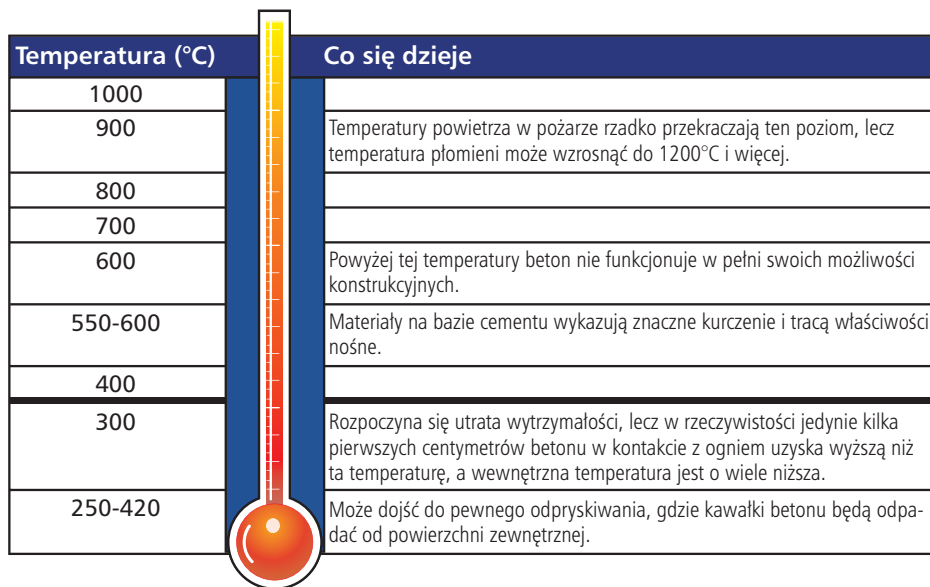 Temperatura (°C) Co się dzieje
1000
900 Temperatury powietrza w pożarze rzadko przekraczają ten poziom, lecz
temperatura płomieni może wzrosnąć do 1200°C i więcej.
800
700
600 Powyżej tej temperatury beton nie funkcjonuje w pełni swoich możliwości
konstrukcyjnych.
550-600 Materiały na bazie cementu wykazują znaczne kurczenie i tracą właściwości
nośne.
400
300 Rozpoczyna się utrata wytrzymałości, lecz w rzeczywistości jedynie kilka
pierwszych centymetrów betonu w kontakcie z ogniem uzyska wyższą niż
ta temperaturę, a wewnętrzna temperatura jest o wiele niższa.
250-420 Może dojść do pewnego odpryskiwania, gdzie kawałki betonu będą odpa-
dać od powierzchni zewnętrznej.